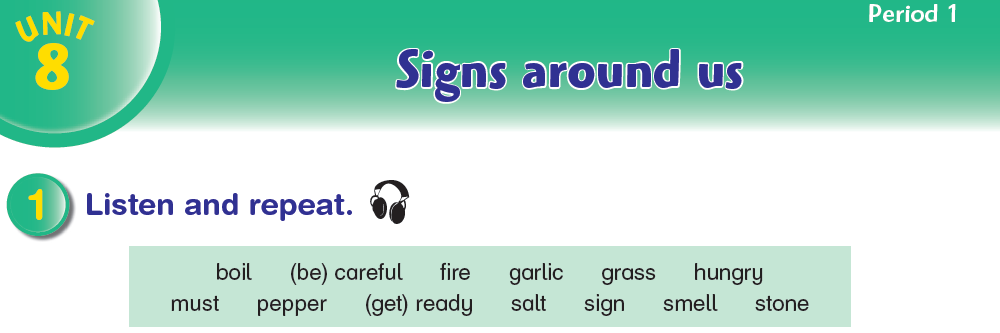 UNIT
8
Period 1
Signs around us
1 Listen and repeat.
boil (be) careful fire garlic grass hungry
must pepper (get) ready salt sign smell stone